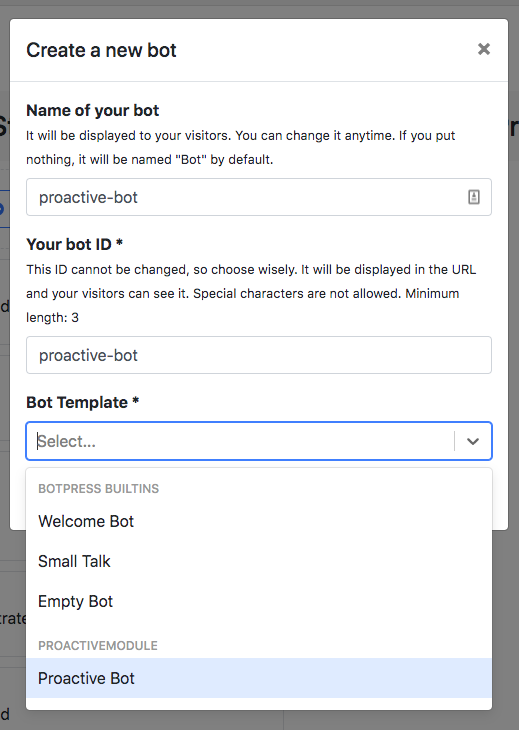 Create a new bot
×
Name of your bot
It will be displayed to your visitors. You can change it anytime. If you put
nothing, it will be named "Bot" by default.
proactive-bot
Your bot ID *
This ID cannot be changed, so choose wisely. It will be displayed in the URL
and your visitors can see it. Special characters are not allowed. Minimum
length: 3
proactive-bot
Bot Template *
Select...
BOTPRESS BUILTINS
Welcome Bot
Small Talk
Empty Bot
PROACTIVEMODULE
Proactive Bot